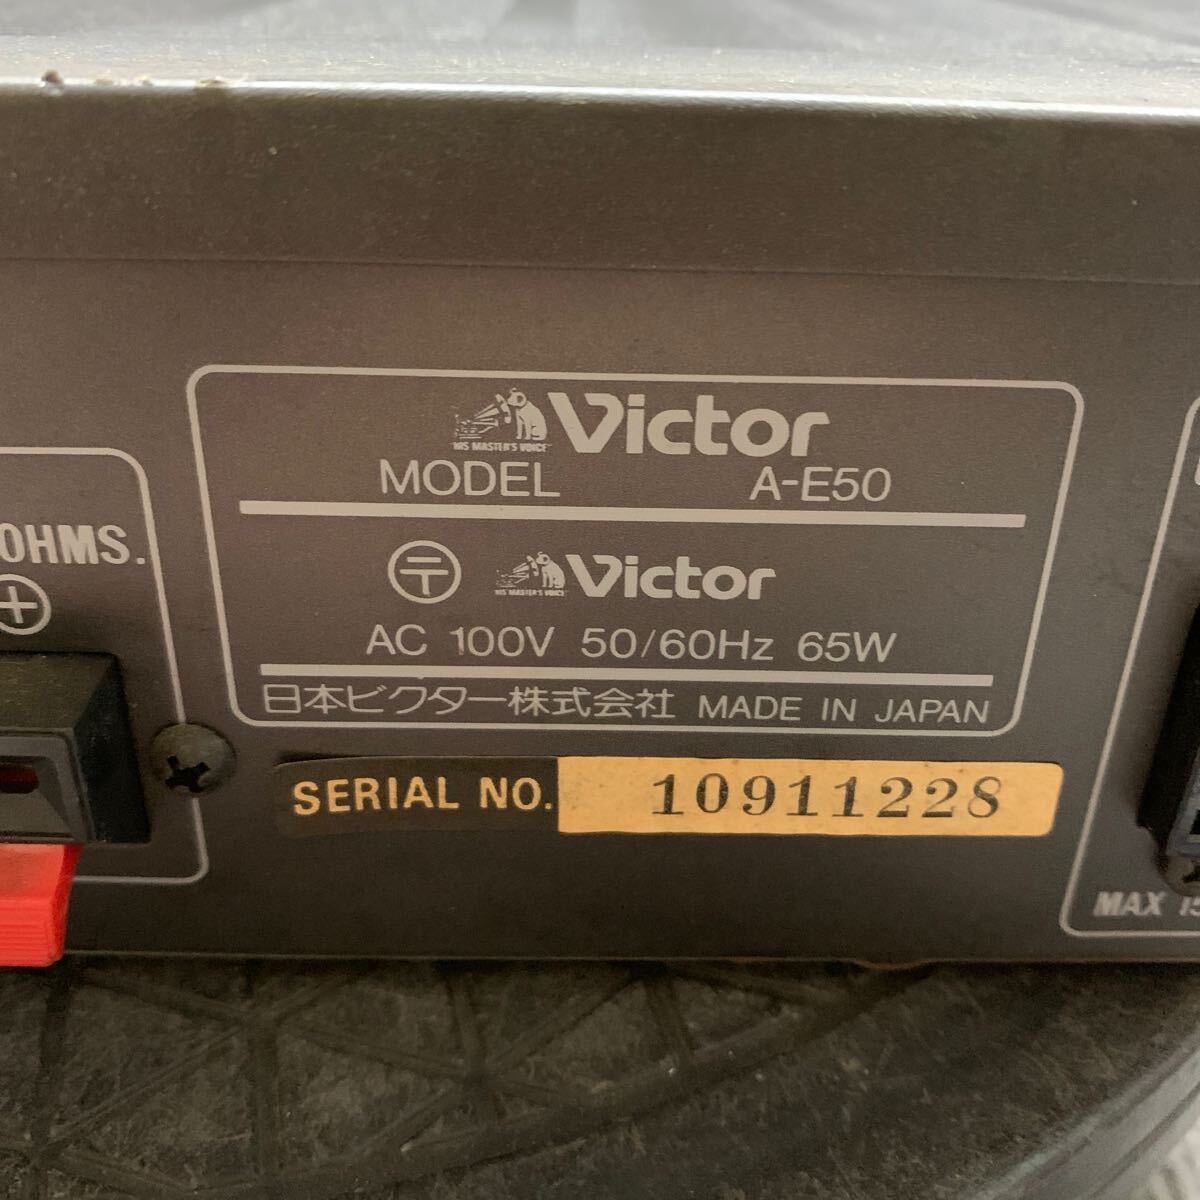 HIS MASTER'S VOICE Victor
MODEL A-E50
〒 HIS MASTER'S VOICE Victor
AC 100V 50/60Hz 65W
日本ビクター株式会社 MADE IN JAPAN
SERIAL NO. 10911228
OHMS.
+
MAX